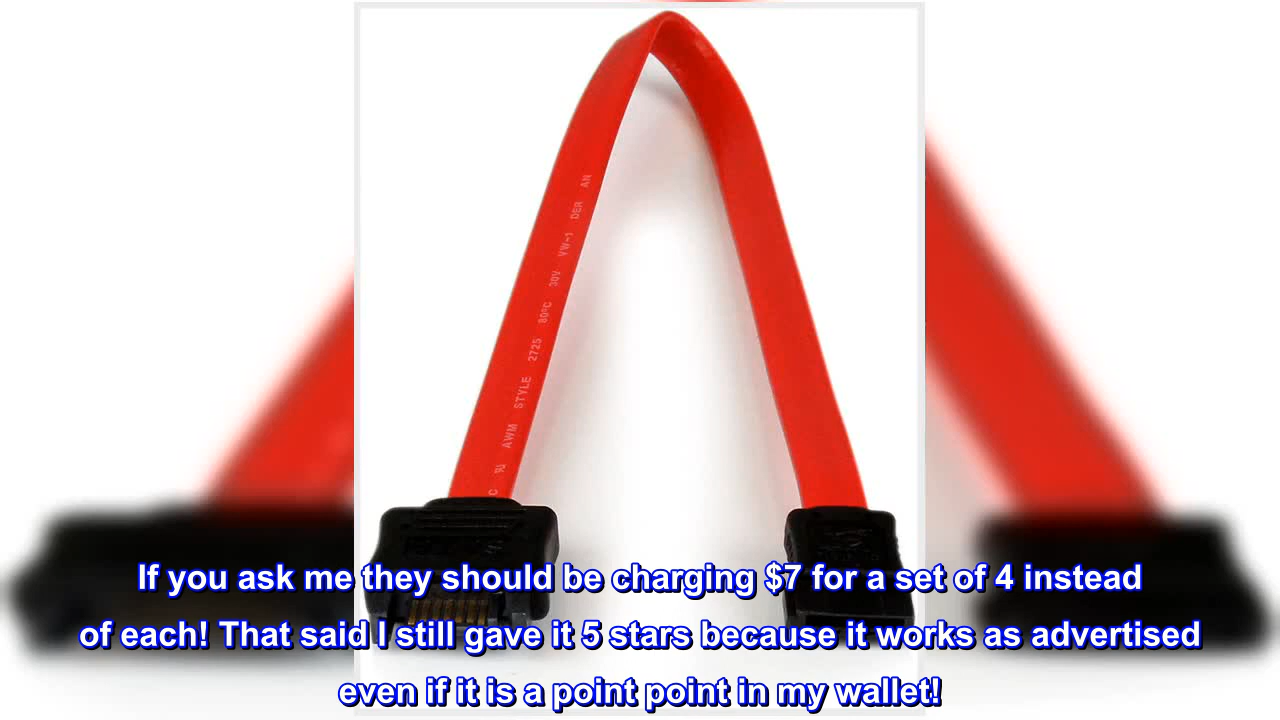 AWM STYLE 2725 80°C 30V VW-1 DER AN
If you ask me they should be charging $7 for a set of 4 instead
of each! That said I still gave it 5 stars because it works as advertised
even if it is a point point in my wallet!